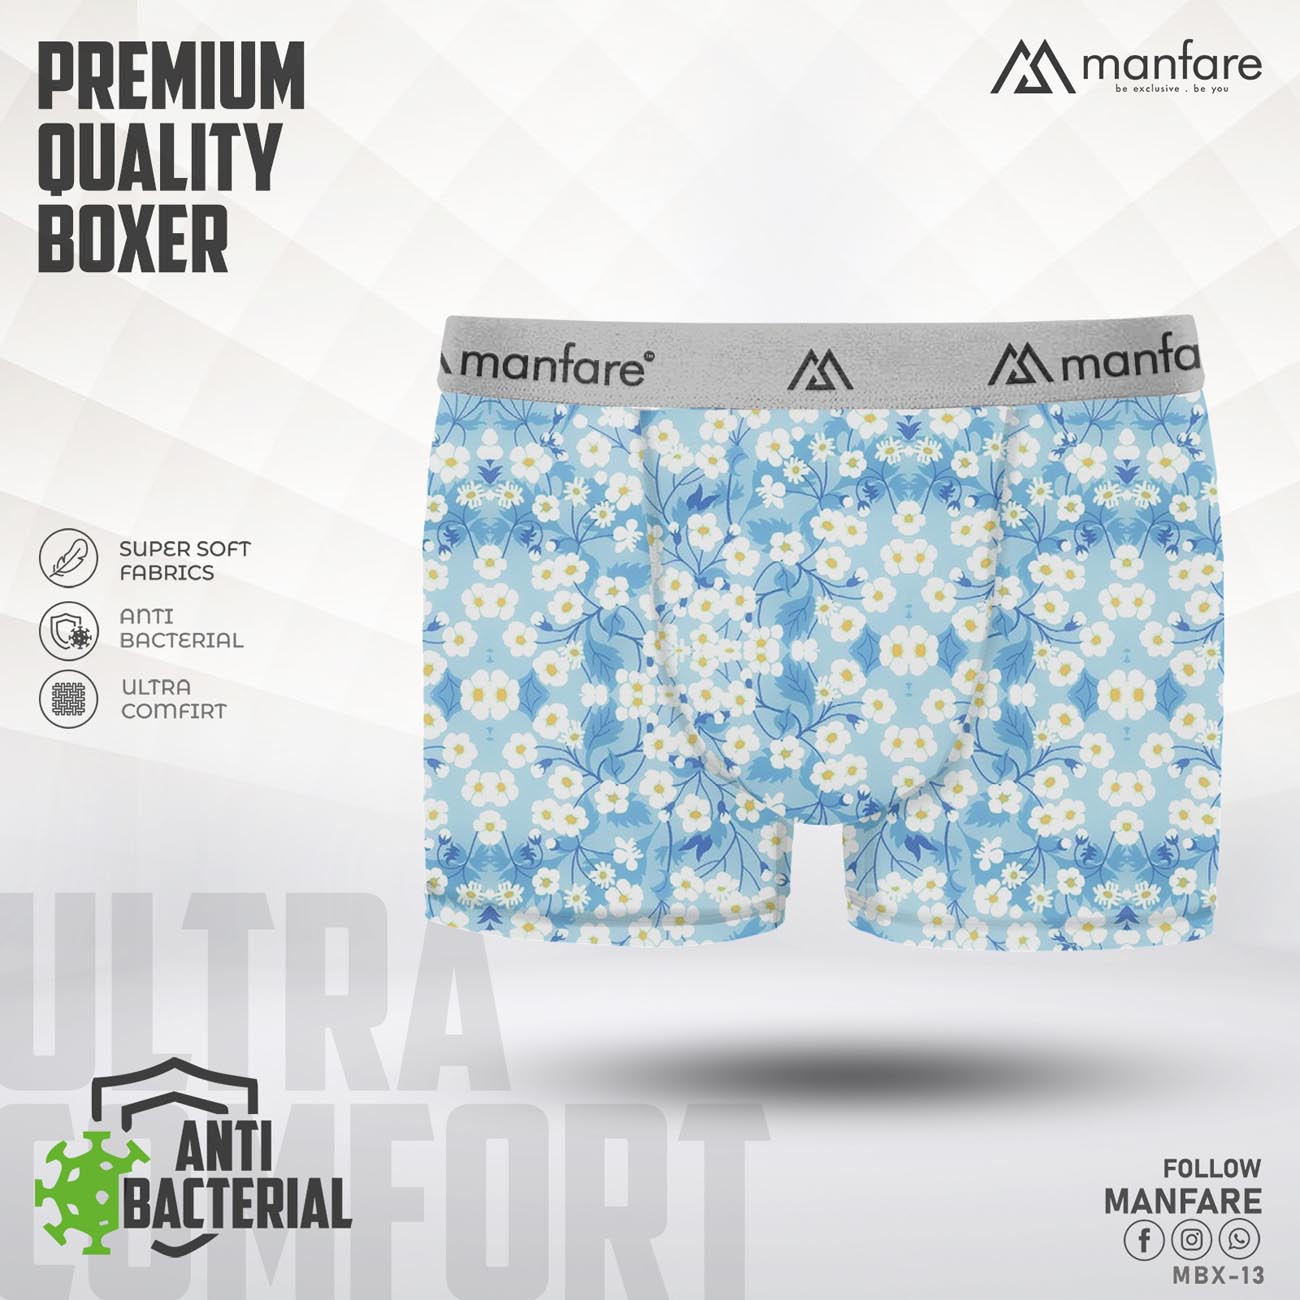 PREMIUM
QUALITY
BOXER
manfare
be exclusive . be you
manfare™
manfa
SUPER SOFT
FABRICS
ANTI
BACTERIAL
ULTRA
COMFIRT
ULTRA
COMFORT
ANTI
BACTERIAL
FOLLOW
MANFARE
MBX-13